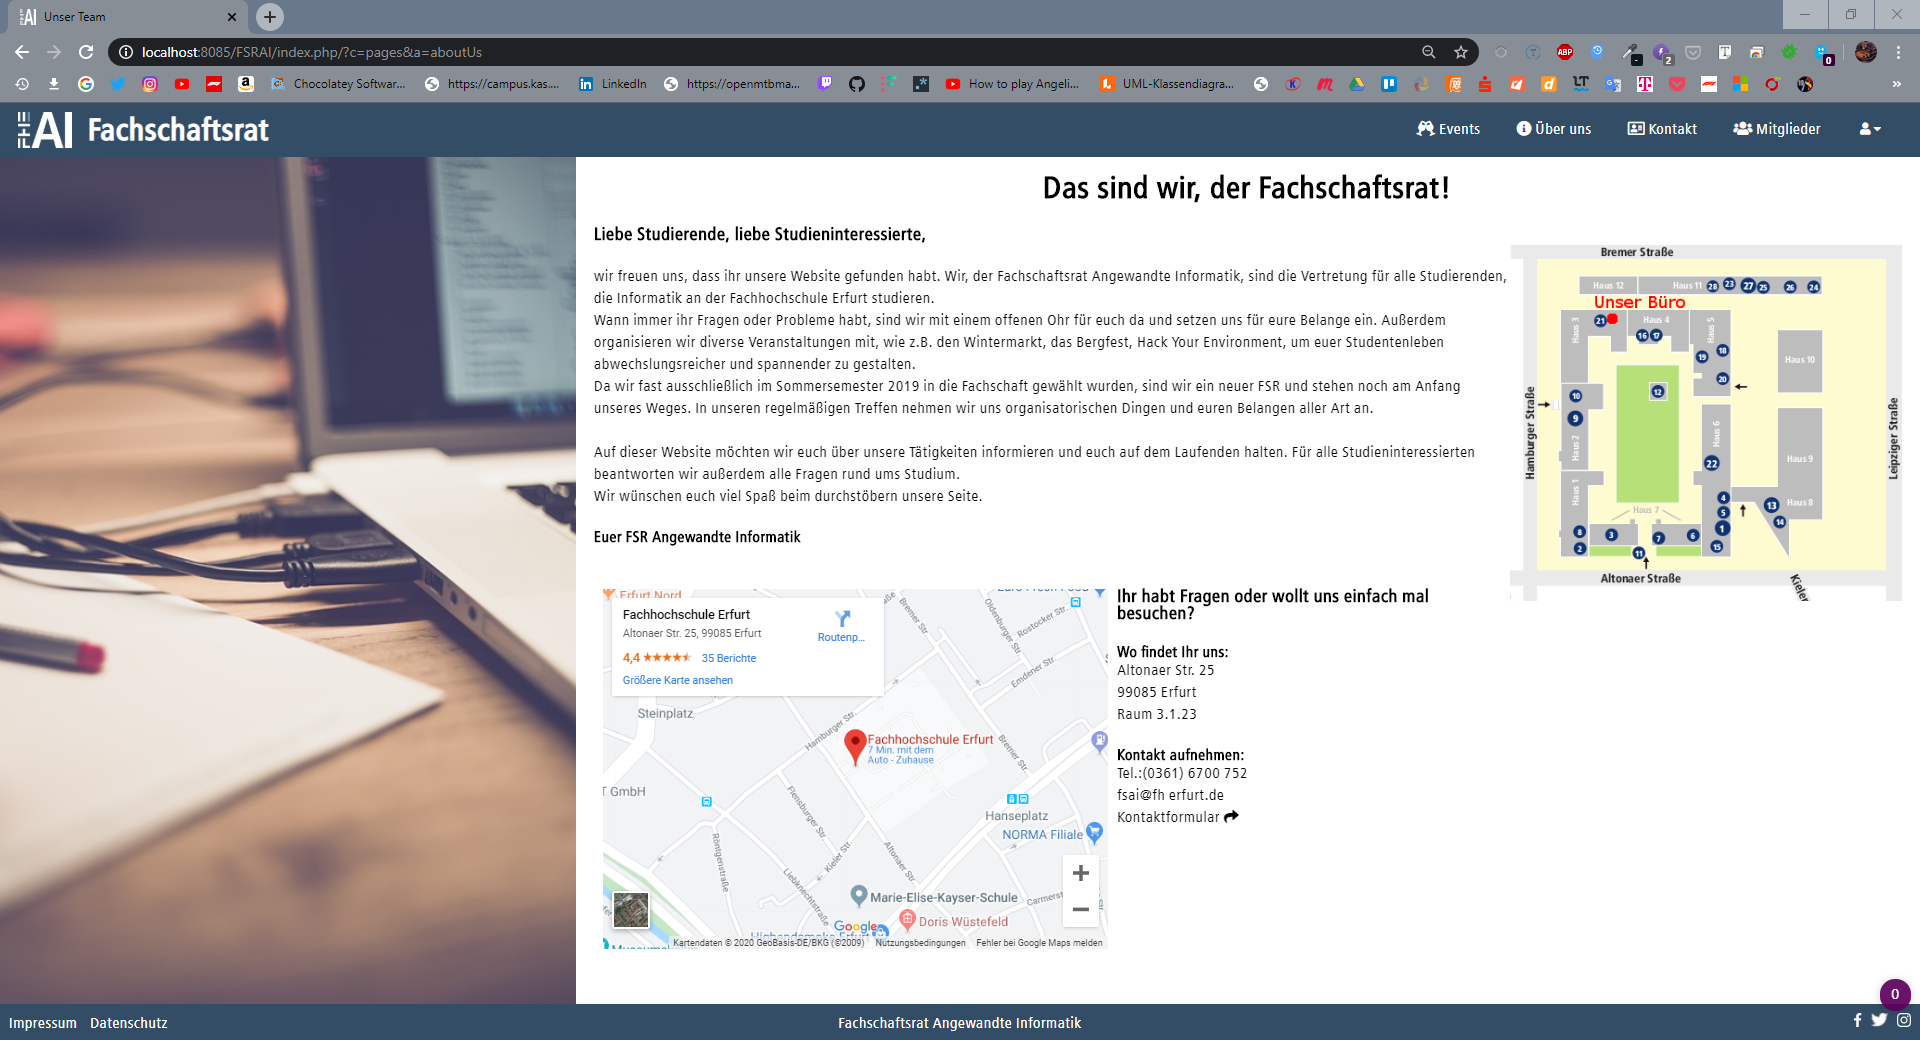 Unser Team
localhost:8085/FSRAI/index.php/?c=pages&a=aboutUs
ABP
2
0
Chocolatey Softwar...
https://campus.kas....
LinkedIn
https://openmtbma...
How to play Angeli...
UML-Klassendiagra...
AI Fachschaftsrat
Events
Über uns
Kontakt
Mitglieder
Das sind wir, der Fachschaftsrat!
Liebe Studierende, liebe Studieninteressierte,
wir freuen uns, dass ihr unsere Website gefunden habt. Wir, der Fachschaftsrat Angewandte Informatik, sind die Vertretung für alle Studierenden,
die Informatik an der Fachhochschule Erfurt studieren.
Wann immer ihr Fragen oder Probleme habt, sind wir mit einem offenen Ohr für euch da und setzen uns für eure Belange ein. Außerdem
organisieren wir diverse Veranstaltungen mit, wie z.B. den Wintermarkt, das Bergfest, Hack Your Environment, um euer Studentenleben
abwechslungsreicher und spannender zu gestalten.
Da wir fast ausschließlich im Sommersemester 2019 in die Fachschaft gewählt wurden, sind wir ein neuer FSR und stehen noch am Anfang
unseres Weges. In unseren regelmäßigen Treffen nehmen wir uns organisatorischen Dingen und euren Belangen aller Art an.
Auf dieser Website möchten wir euch über unsere Tätigkeiten informieren und euch auf dem Laufenden halten. Für alle Studieninteressierten
beantworten wir außerdem alle Fragen rund ums Studium.
Wir wünschen euch viel Spaß beim durchstöbern unsere Seite.
Euer FSR Angewandte Informatik
Bremer Straße
Haus 12
Haus 11
28
23
27
25
26
24
Unser Büro
Haus 3
21
Haus 4
16
17
Haus 5
18
19
20
Haus 10
12
10
9
Haus 2
Haus 6
22
Haus 9
Haus 1
Haus 7
4
5
1
Haus 8
13
14
8
2
3
11
7
6
15
Hamburger Straße
Leipziger Straße
Altonaer Straße
Kieler
Erfurt Nord
Fachhochschule Erfurt
Altonaer Str. 25, 99085 Erfurt
Routenp...
4,4
35 Berichte
Größere Karte ansehen
Bremer Str.
Oldenburger Str.
Rostocker Str.
Emdener Str.
Steinplatz
Hamburger Str.
Bremer Str.
Fachhochschule Erfurt
7 Min. mit dem
Auto - Zuhause
T GmbH
Flensburger Str.
Hanseplatz
NORMA Filiale
Röntgenstraße
Kieler Str.
Altonaer Str.
Liebknechtstraße
Marie-Elise-Kayser-Schule
Doris Wüstefeld
Google
Kartendaten © 2020 GeoBasis-DE/BKG (©2009)
Nutzungsbedingungen
Fehler bei Google Maps melden
Ihr habt Fragen oder wollt uns einfach mal
besuchen?
Wo findet Ihr uns:
Altonaer Str. 25
99085 Erfurt
Raum 3.1.23
Kontakt aufnehmen:
Tel.:(0361) 6700 752
fsai@fh erfurt.de
Kontaktformular
0
Impressum
Datenschutz
Fachschaftsrat Angewandte Informatik